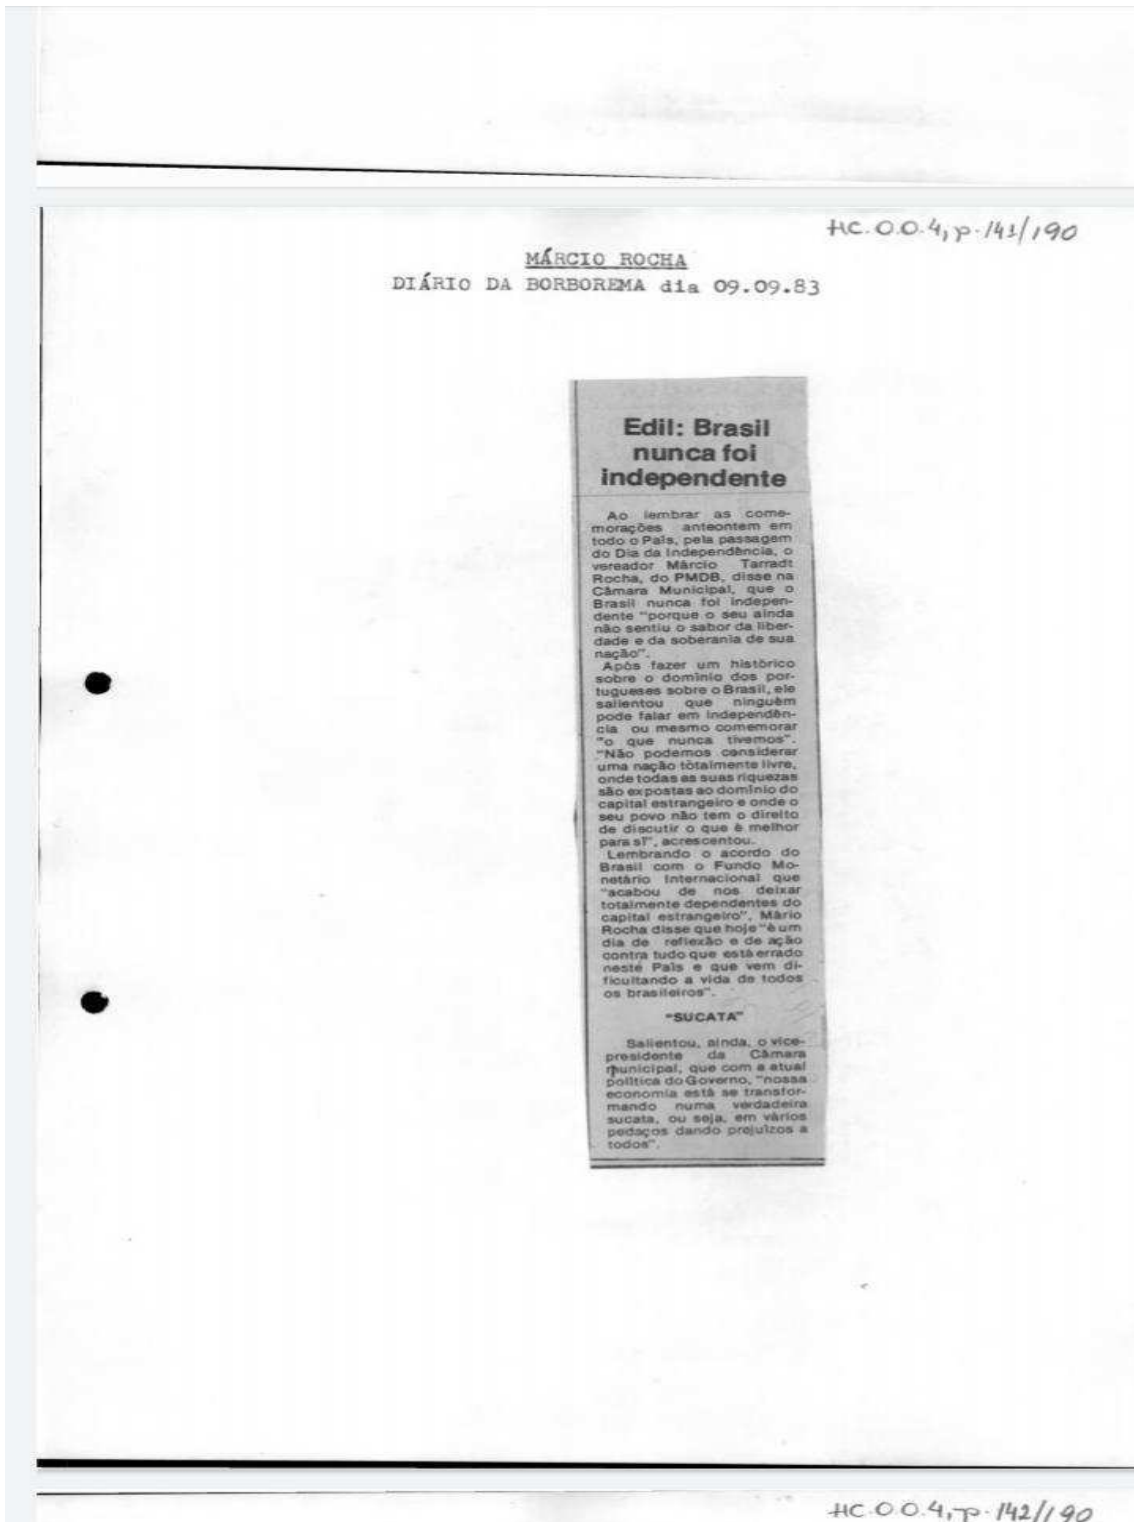 HC.0.0.4, p.141/190
MÁRCIO ROCHA
DIÁRIO DA BORBOREMA dia 09.09.83
Edil: Brasil
nunca foi
independente
Ao lembrar as come-
morações anteontem em
todo o País, pela passagem
do Dia da Independência, o
vereador Márcio Tarradt
Rocha, do PMDB, disse na
Câmara Municipal, que o
Brasil nunca foi indepen-
dente "porque o seu ainda
não sentiu o sabor da liber-
dade e da soberania de sua
nação".
Após fazer um histórico
sobre o domínio dos por-
tugueses sobre o Brasil, ele
salientou que ninguém
pode falar em independên-
cia ou mesmo comemorar
"o que nunca tivemos".
"Não podemos considerar
uma nação totalmente livre,
onde todas as suas riquezas
são expostas ao domínio do
capital estrangeiro e onde o
seu povo não tem o direito
de discutir o que é melhor
para si", acrescentou.
Lembrando o acordo do
Brasil com o Fundo Mo-
netário Internacional que
"acabou de nos deixar
totalmente dependentes do
capital estrangeiro", Mário
Rocha disse que hoje "é um
dia de reflexão e de ação
contra tudo que está errado
neste País e que vem di-
ficultando a vida de todos
os brasileiros".
"SUCATA"
Salientou, ainda, o vice-
presidente da Câmara
municipal, que com a atual
política do Governo, "nossa
economia está se transfor-
mando numa verdadeira
sucata, ou seja, em vários
pedaços dando prejuízos a
todos".
HC.0.0.4, p.142/190